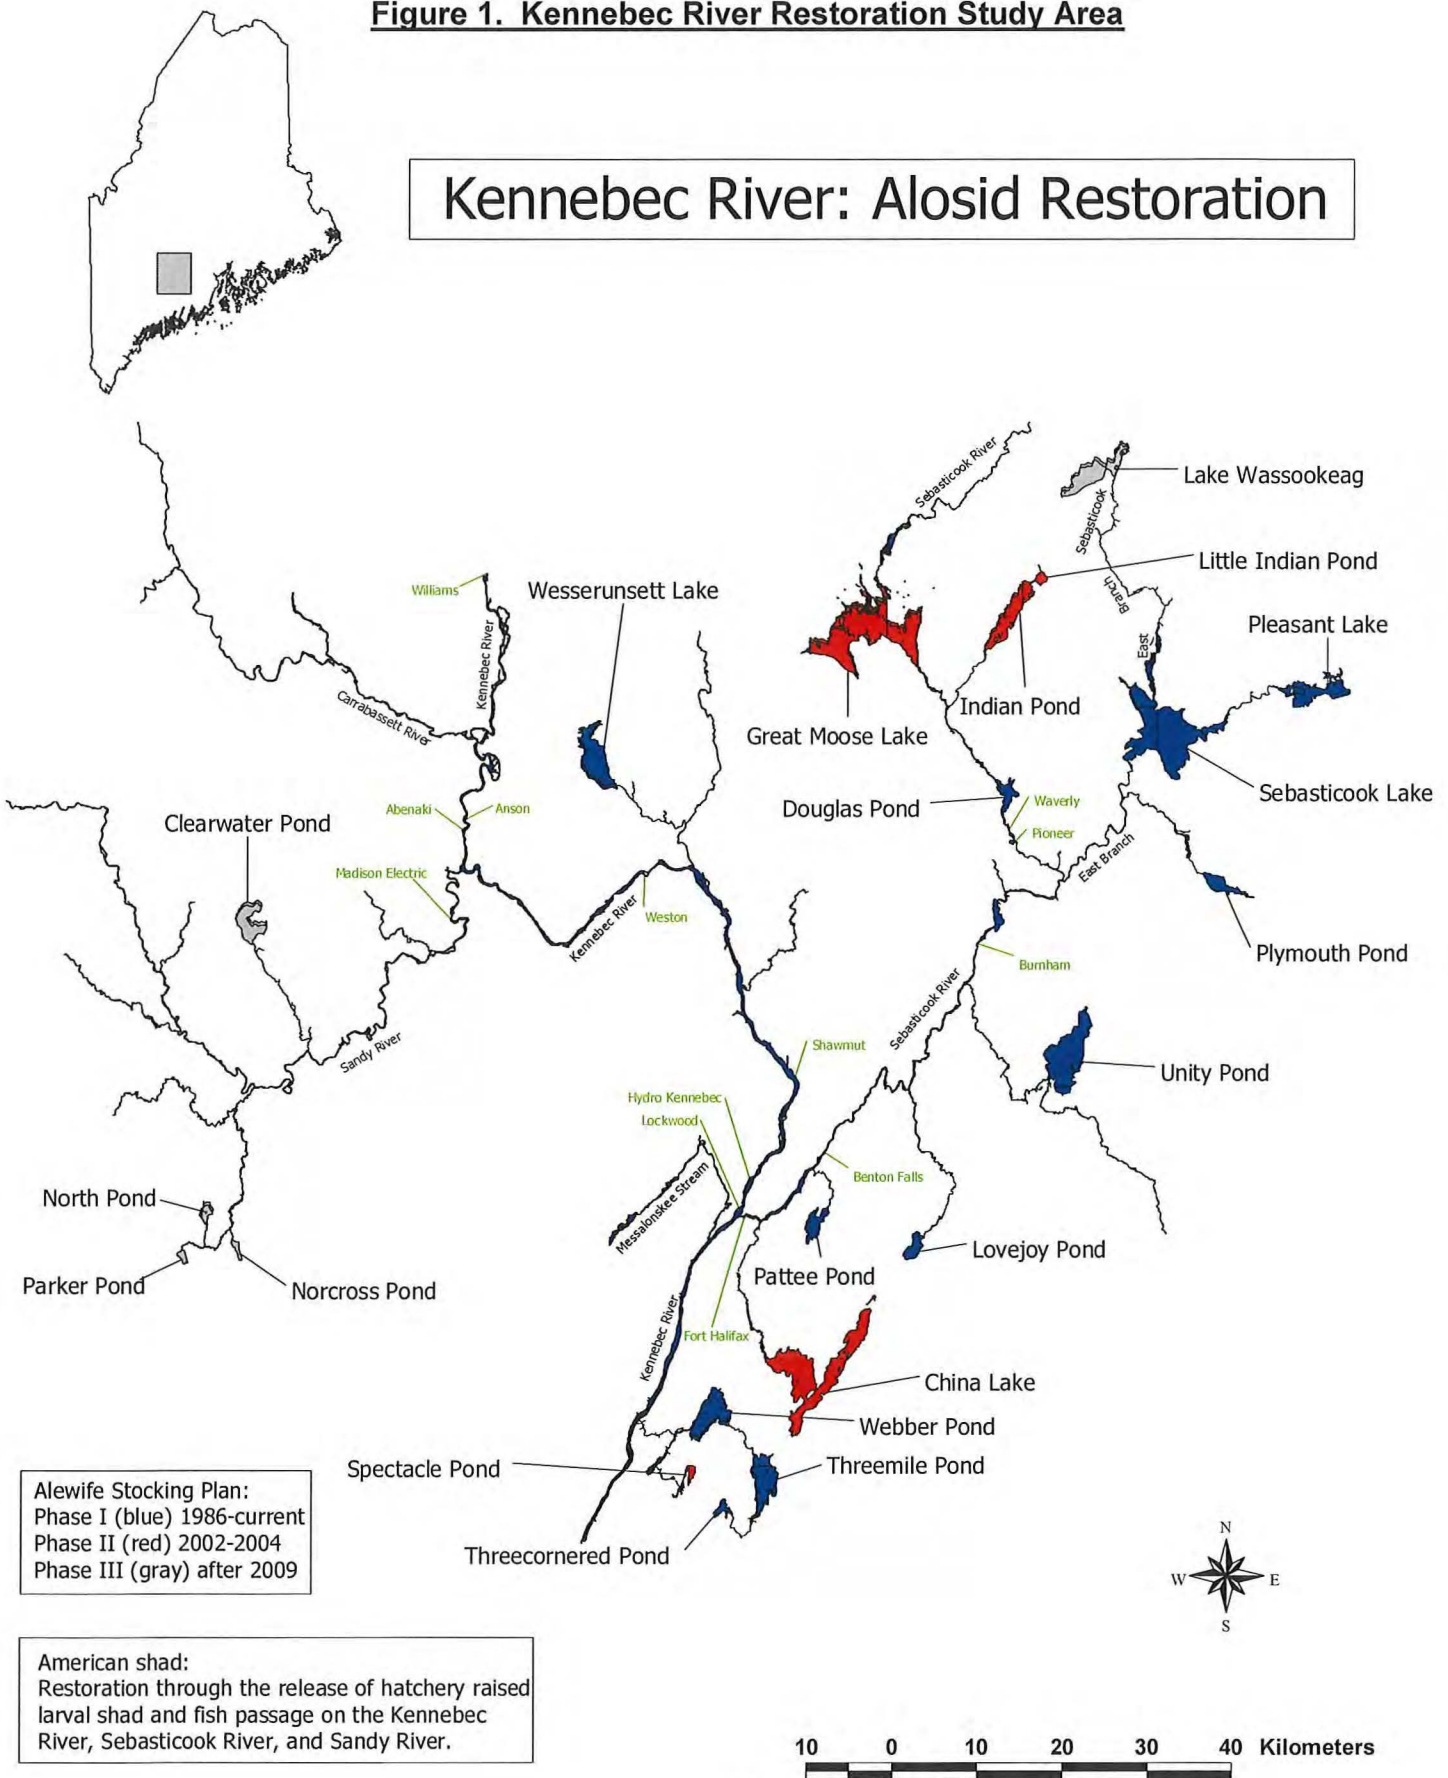 Figure 1. Kennebec River Restoration Study Area
Kennebec River: Alosid Restoration
Sebasticook River
Lake Wassookeag
Sebasticook
Little Indian Pond
Williams
Wesserunsett Lake
Branch
Pleasant Lake
Kennebec River
East
Carrabassett River
Indian Pond
Great Moose Lake
Sebasticook Lake
Abenaki
Anson
Douglas Pond
Waverly
Clearwater Pond
Pioneer
East Branch
Madison Electric
Weston
Kennebec River
Plymouth Pond
Burnham
Sebasticook River
Shawmut
Sandy River
Unity Pond
Hydro Kennebec
Lockwood
Benton Falls
Messalonskee Stream
North Pond
Lovejoy Pond
Pattee Pond
Parker Pond
Norcross Pond
Kennebec River
Fort Halifax
China Lake
Webber Pond
Spectacle Pond
Threemile Pond
Threecornered Pond
Alewife Stocking Plan:
Phase I (blue) 1986-current
Phase II (red) 2002-2004
Phase III (gray) after 2009
N
W
E
S
American shad:
Restoration through the release of hatchery raised
larval shad and fish passage on the Kennebec
River, Sebasticook River, and Sandy River.
10 0 10 20 30 40 Kilometers